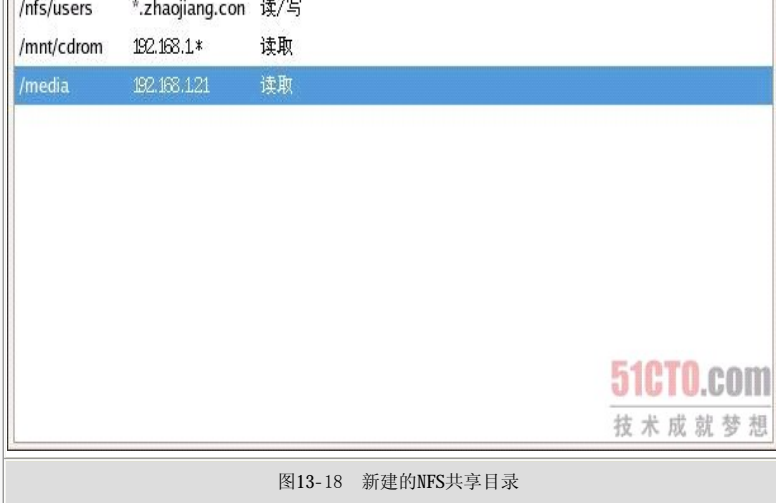 /nfs/users *.zhaojiang.con 读/写
/mnt/cdrom 192.168.1.* 读取
/media 192.168.1.21 读取
51CTO.com
技术成就梦想
图13-18 新建的NFS共享目录